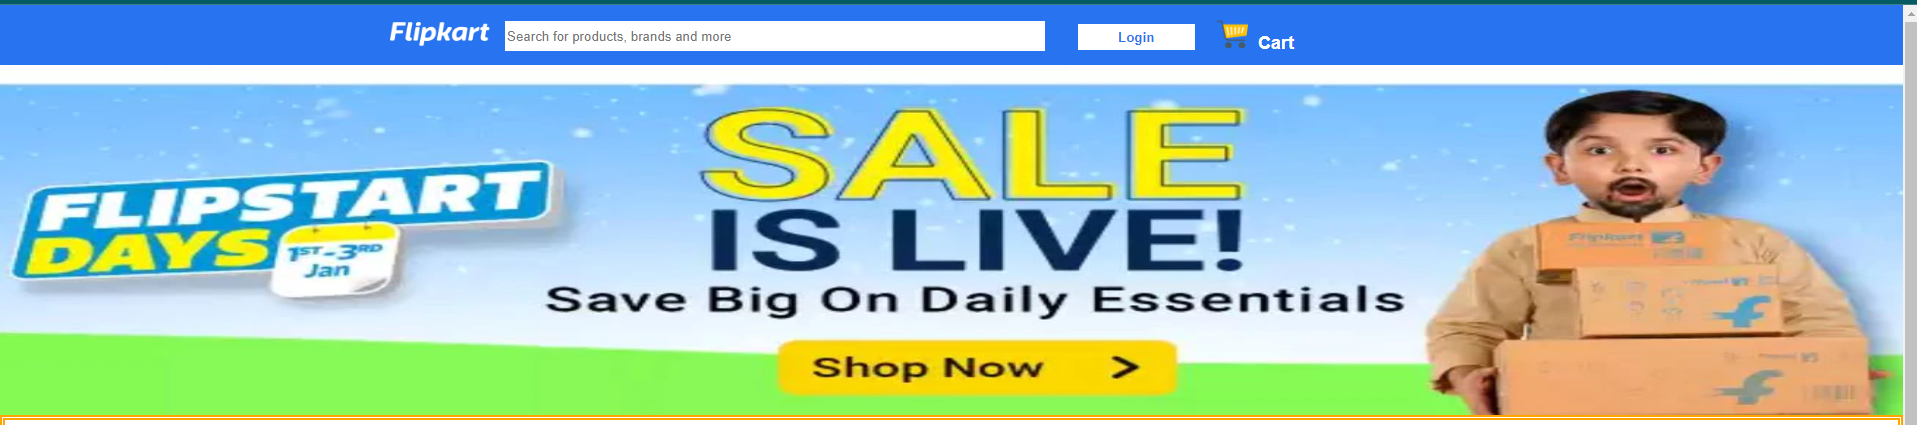 Flipkart
Search for products, brands and more
Login
Cart
SALE
IS LIVE!
Save Big On Daily Essentials
Shop Now >
FLIPSTART
DAYS
1ST-3RD
Jan
Flipkart